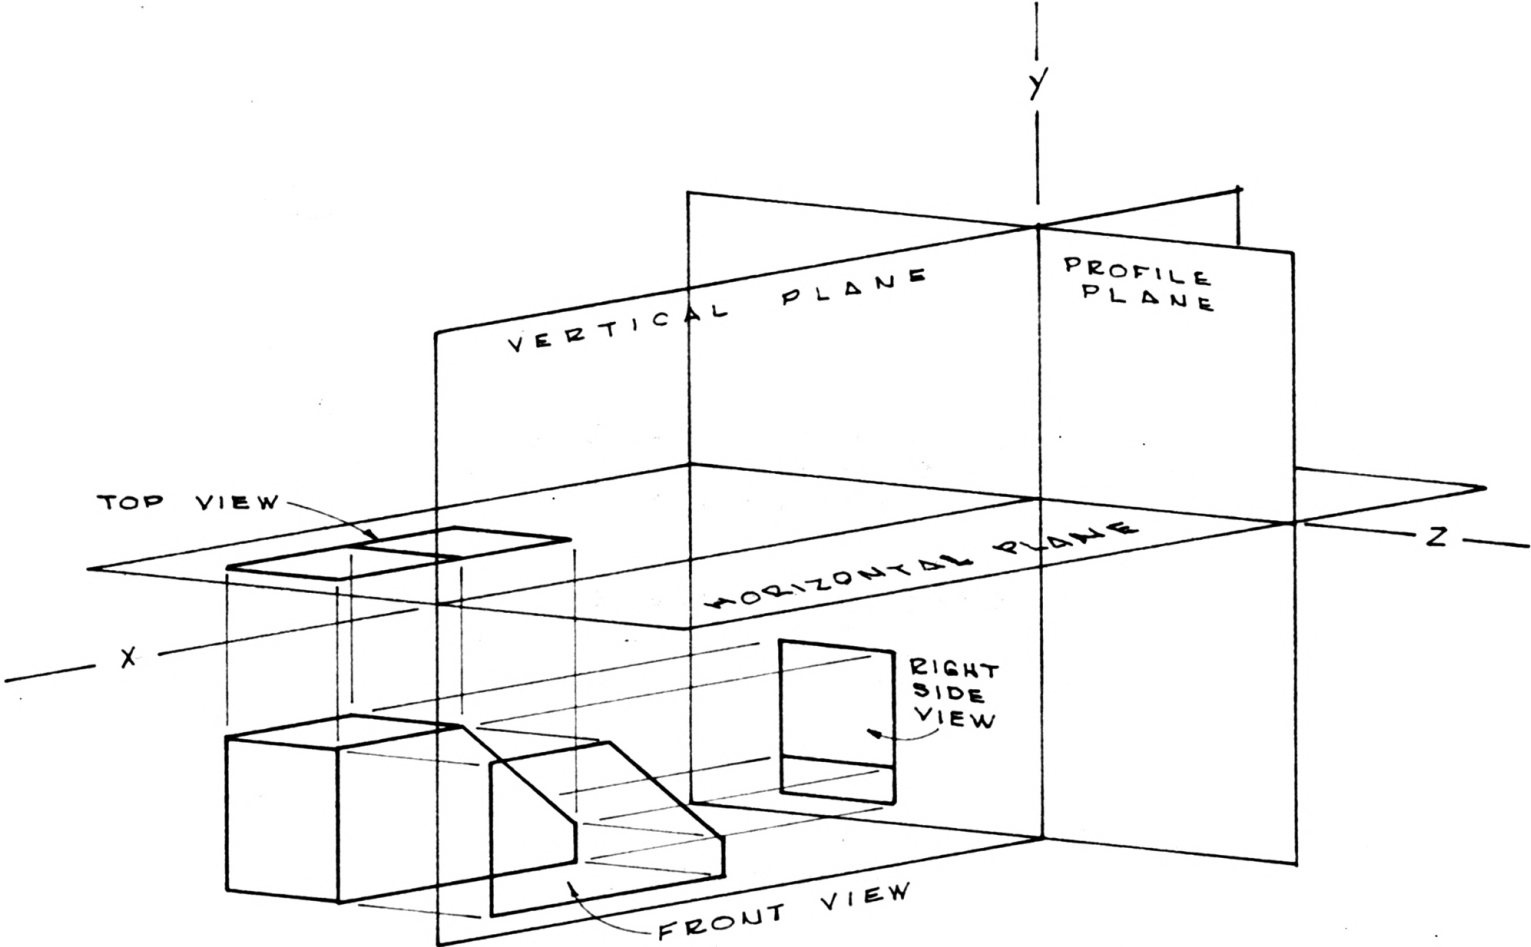 Y
PROFILE
PLANE
VERTICAL PLANE
TOP VIEW
HORIZONTAL PLANE
Z
X
RIGHT
SIDE
VIEW
FRONT VIEW